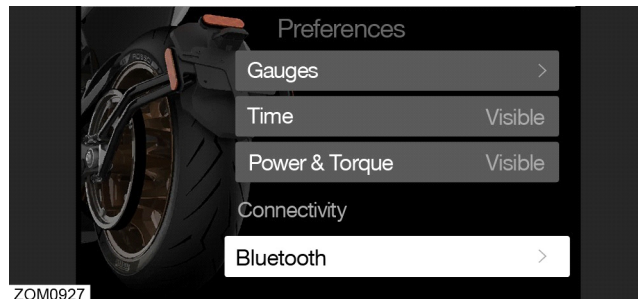 Preferences
Gauges >
Time Visible
Power & Torque Visible
Connectivity
Bluetooth >
ZOM0927